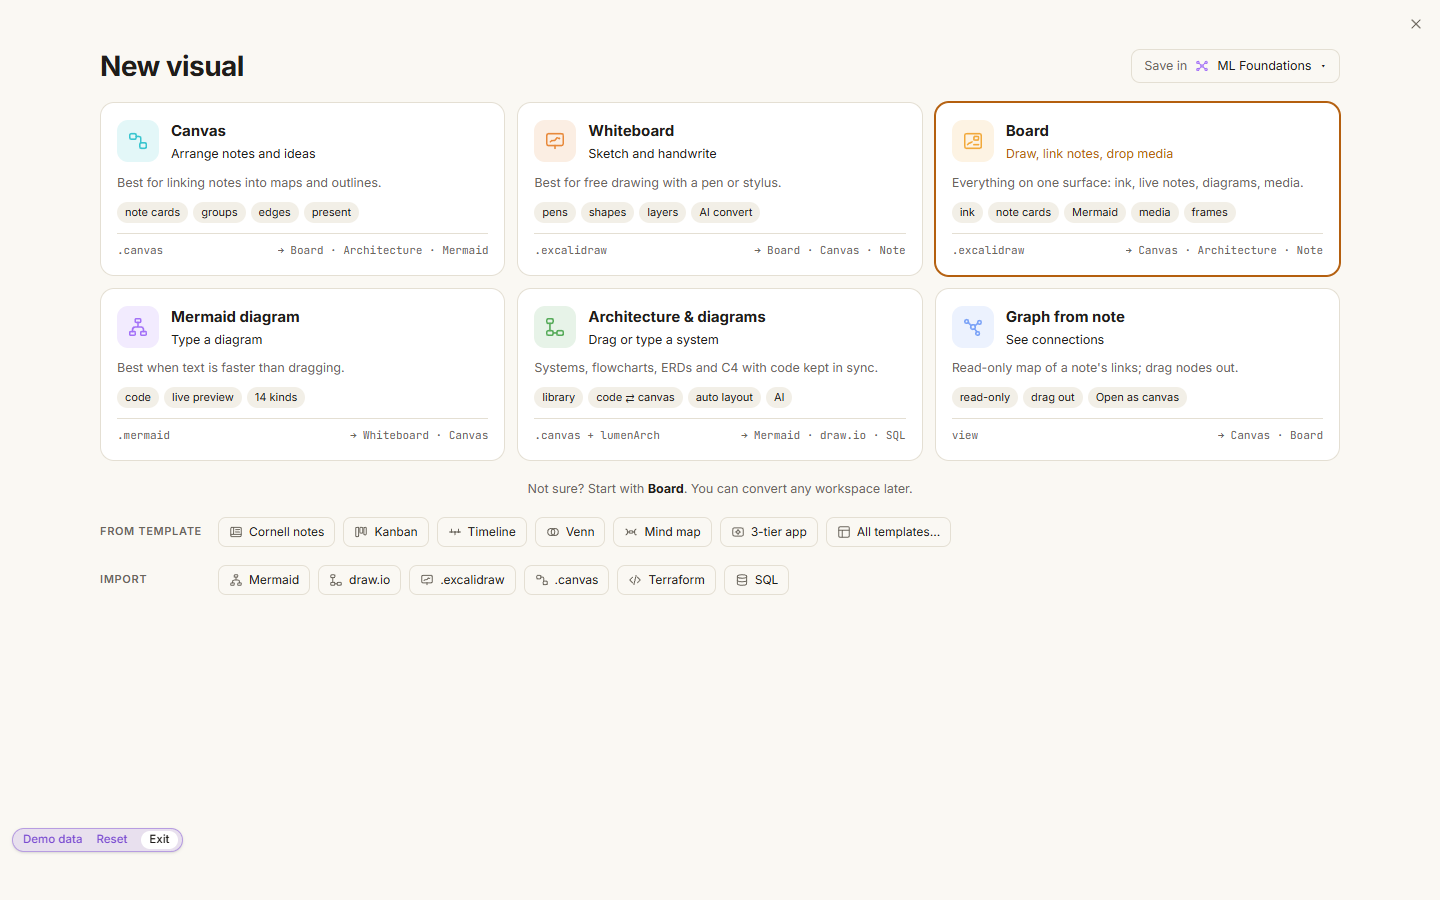 New visual
Save in ML Foundations
Canvas
Arrange notes and ideas
Best for linking notes into maps and outlines.
note cards groups edges present
.canvas → Board · Architecture · Mermaid
Whiteboard
Sketch and handwrite
Best for free drawing with a pen or stylus.
pens shapes layers AI convert
.excalidraw → Board · Canvas · Note
Board
Draw, link notes, drop media
Everything on one surface: ink, live notes, diagrams, media.
ink note cards Mermaid media frames
.excalidraw → Canvas · Architecture · Note
Mermaid diagram
Type a diagram
Best when text is faster than dragging.
code live preview 14 kinds
.mermaid → Whiteboard · Canvas
Architecture & diagrams
Drag or type a system
Systems, flowcharts, ERDs and C4 with code kept in sync.
library code ⇄ canvas auto layout AI
.canvas + lumenArch → Mermaid · draw.io · SQL
Graph from note
See connections
Read-only map of a note's links; drag nodes out.
read-only drag out Open as canvas
view → Canvas · Board
Not sure? Start with Board. You can convert any workspace later.
FROM TEMPLATE Cornell notes Kanban Timeline Venn Mind map 3-tier app All templates...
IMPORT Mermaid draw.io .excalidraw .canvas Terraform SQL
Demo data Reset Exit